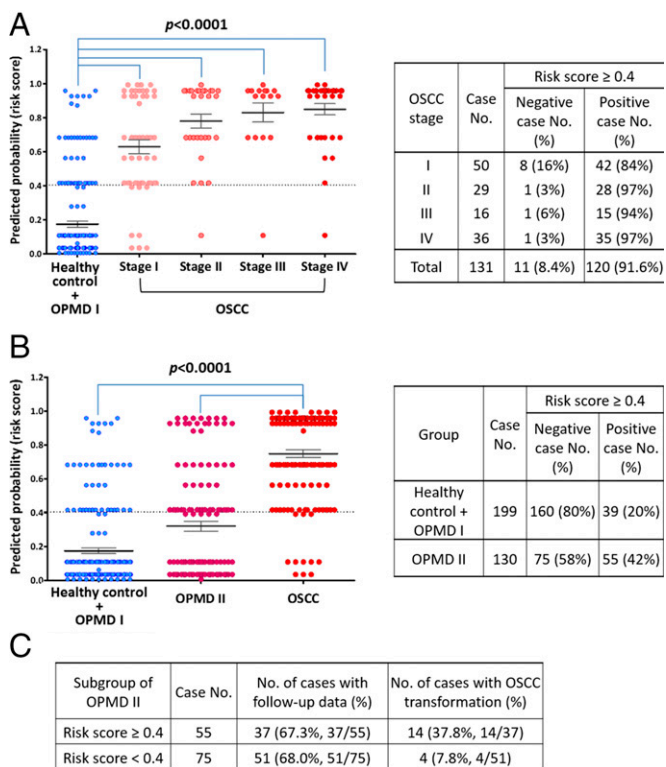 A
p<0.0001
Predicted probability (risk score)
1.2
1.0
0.8
0.6
0.4
0.2
0.0
Healthy control + OPMD I
Stage I
Stage II
Stage III
Stage IV
OSCC
OSCC stage
Case No.
Risk score ≥ 0.4
Negative case No. (%)
Positive case No. (%)
I 50 8 (16%) 42 (84%)
II 29 1 (3%) 28 (97%)
III 16 1 (6%) 15 (94%)
IV 36 1 (3%) 35 (97%)
Total 131 11 (8.4%) 120 (91.6%)
B
p<0.0001
Predicted probability (risk score)
1.2
1.0
0.8
0.6
0.4
0.2
0.0
Healthy control
+
OPMD I
OPMD II
OSCC
Group
Case No.
Risk score ≥ 0.4
Negative case No. (%)
Positive case No. (%)
Healthy control + OPMD I 199 160 (80%) 39 (20%)
OPMD II 130 75 (58%) 55 (42%)
C
Subgroup of OPMD II
Case No.
No. of cases with follow-up data (%)
No. of cases with OSCC transformation (%)
Risk score ≥ 0.4 55 37 (67.3%, 37/55) 14 (37.8%, 14/37)
Risk score < 0.4 75 51 (68.0%, 51/75) 4 (7.8%, 4/51)